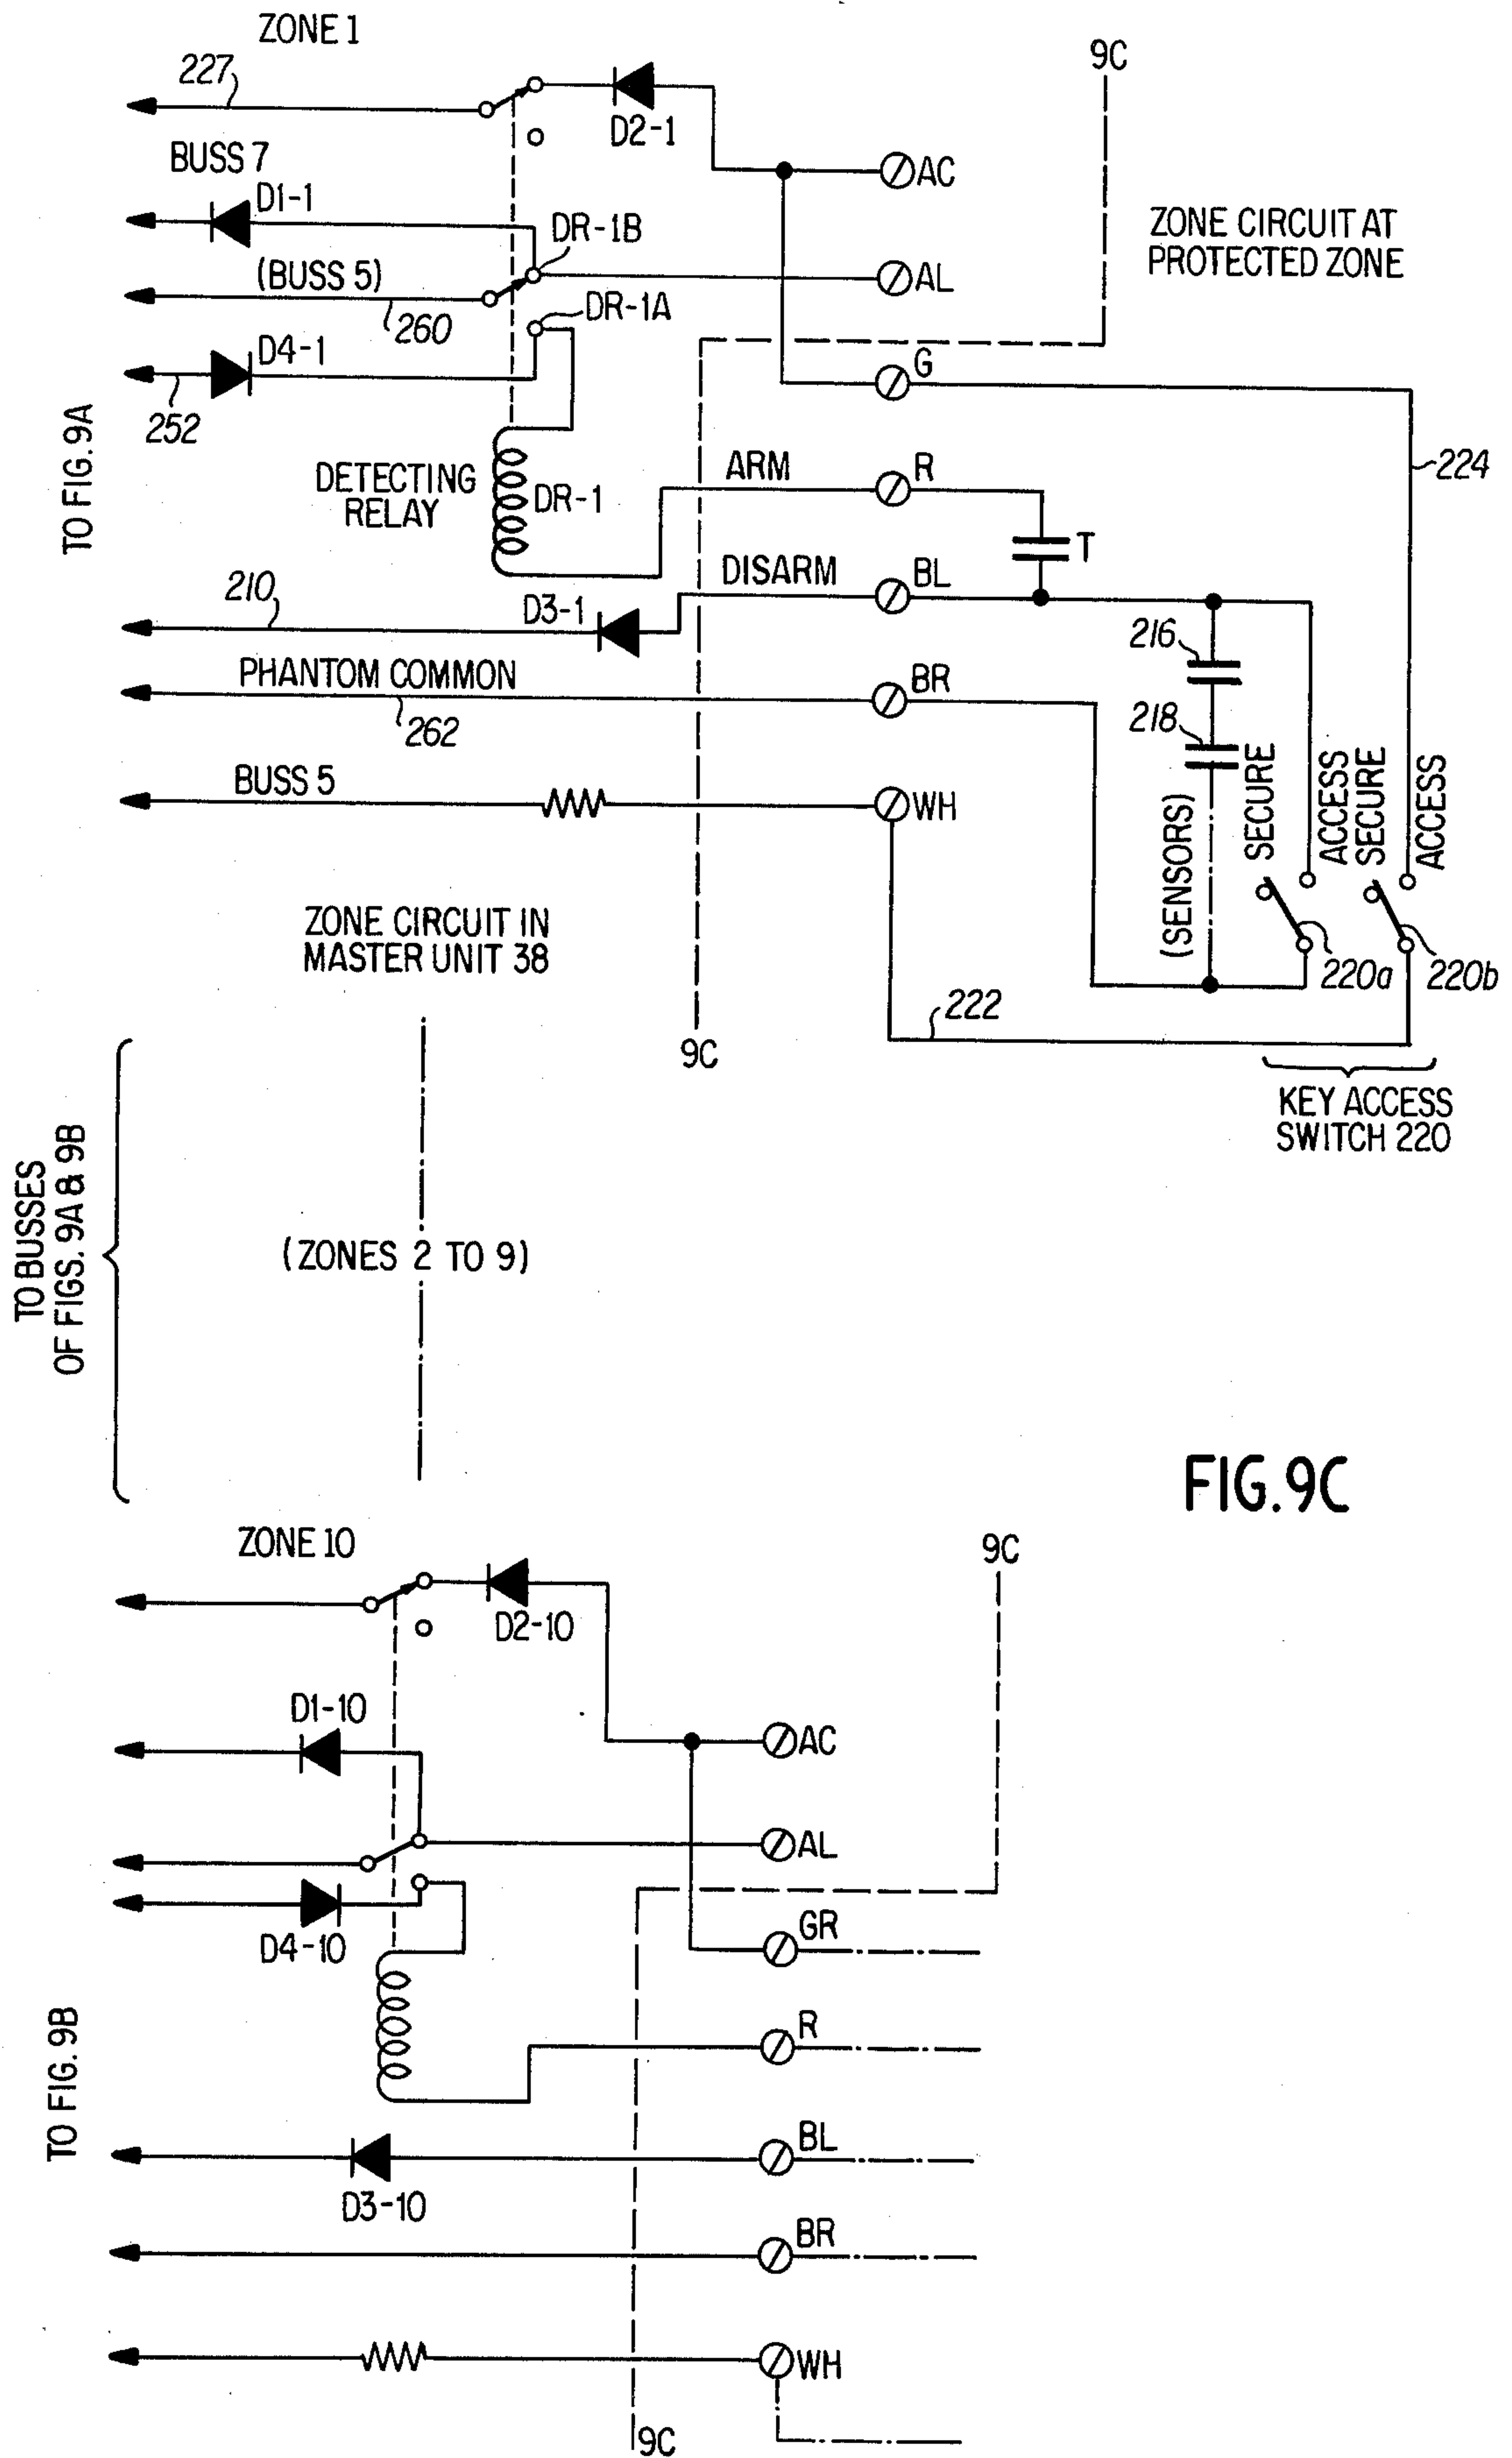 ZONE 1
9C
227
D2-1
BUSS 7
AC
D1-1
DR-1B
ZONE CIRCUIT AT
PROTECTED ZONE
(BUSS 5)
AL
260
DR-1A
D4-1
G
252
TO FIG. 9A
DETECTING
RELAY
DR-1
ARM
R
224
T
DISARM
BL
210
D3-1
216
PHANTOM COMMON
BR
262
218
BUSS 5
WH
(SENSORS)
SECURE
ACCESS
SECURE
ACCESS
ZONE CIRCUIT IN
MASTER UNIT 38
220a
220b
222
9C
KEY ACCESS
SWITCH 220
TO BUSSES
OF FIGS. 9A & 9B
(ZONES 2 TO 9)
FIG. 9C
ZONE 10
9C
D2-10
D1-10
AC
AL
D4-10
GR
TO FIG. 9B
R
BL
D3-10
BR
WH
9C